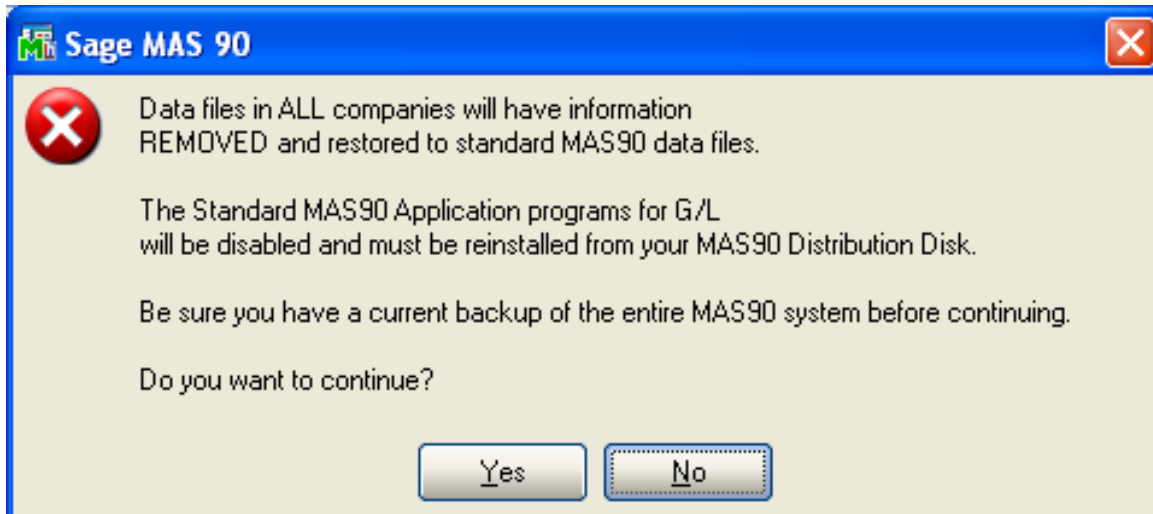 Sage MAS 90
Data files in ALL companies will have information
REMOVED and restored to standard MAS90 data files.
The Standard MAS90 Application programs for G/L
will be disabled and must be reinstalled from your MAS90 Distribution Disk.
Be sure you have a current backup of the entire MAS90 system before continuing.
Do you want to continue?
Yes
No